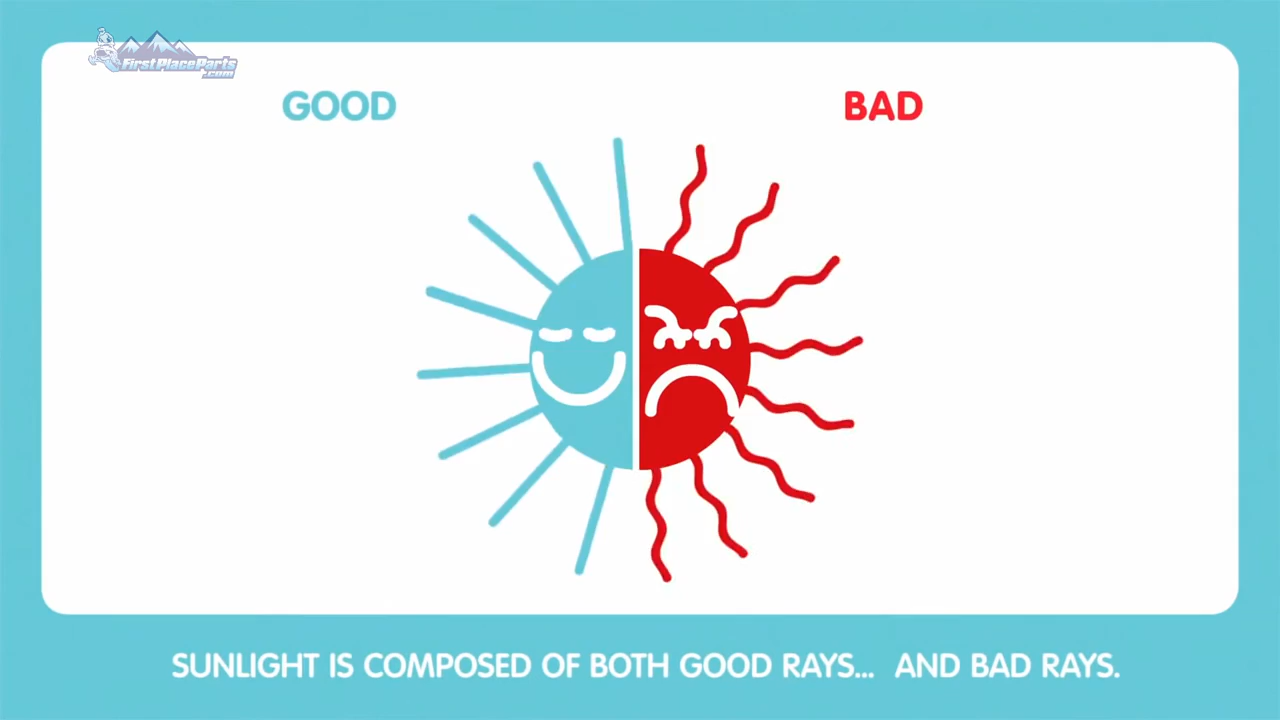 FirstPlaceParts
.com
GOOD
BAD
SUNLIGHT IS COMPOSED OF BOTH GOOD RAYS... AND BAD RAYS.